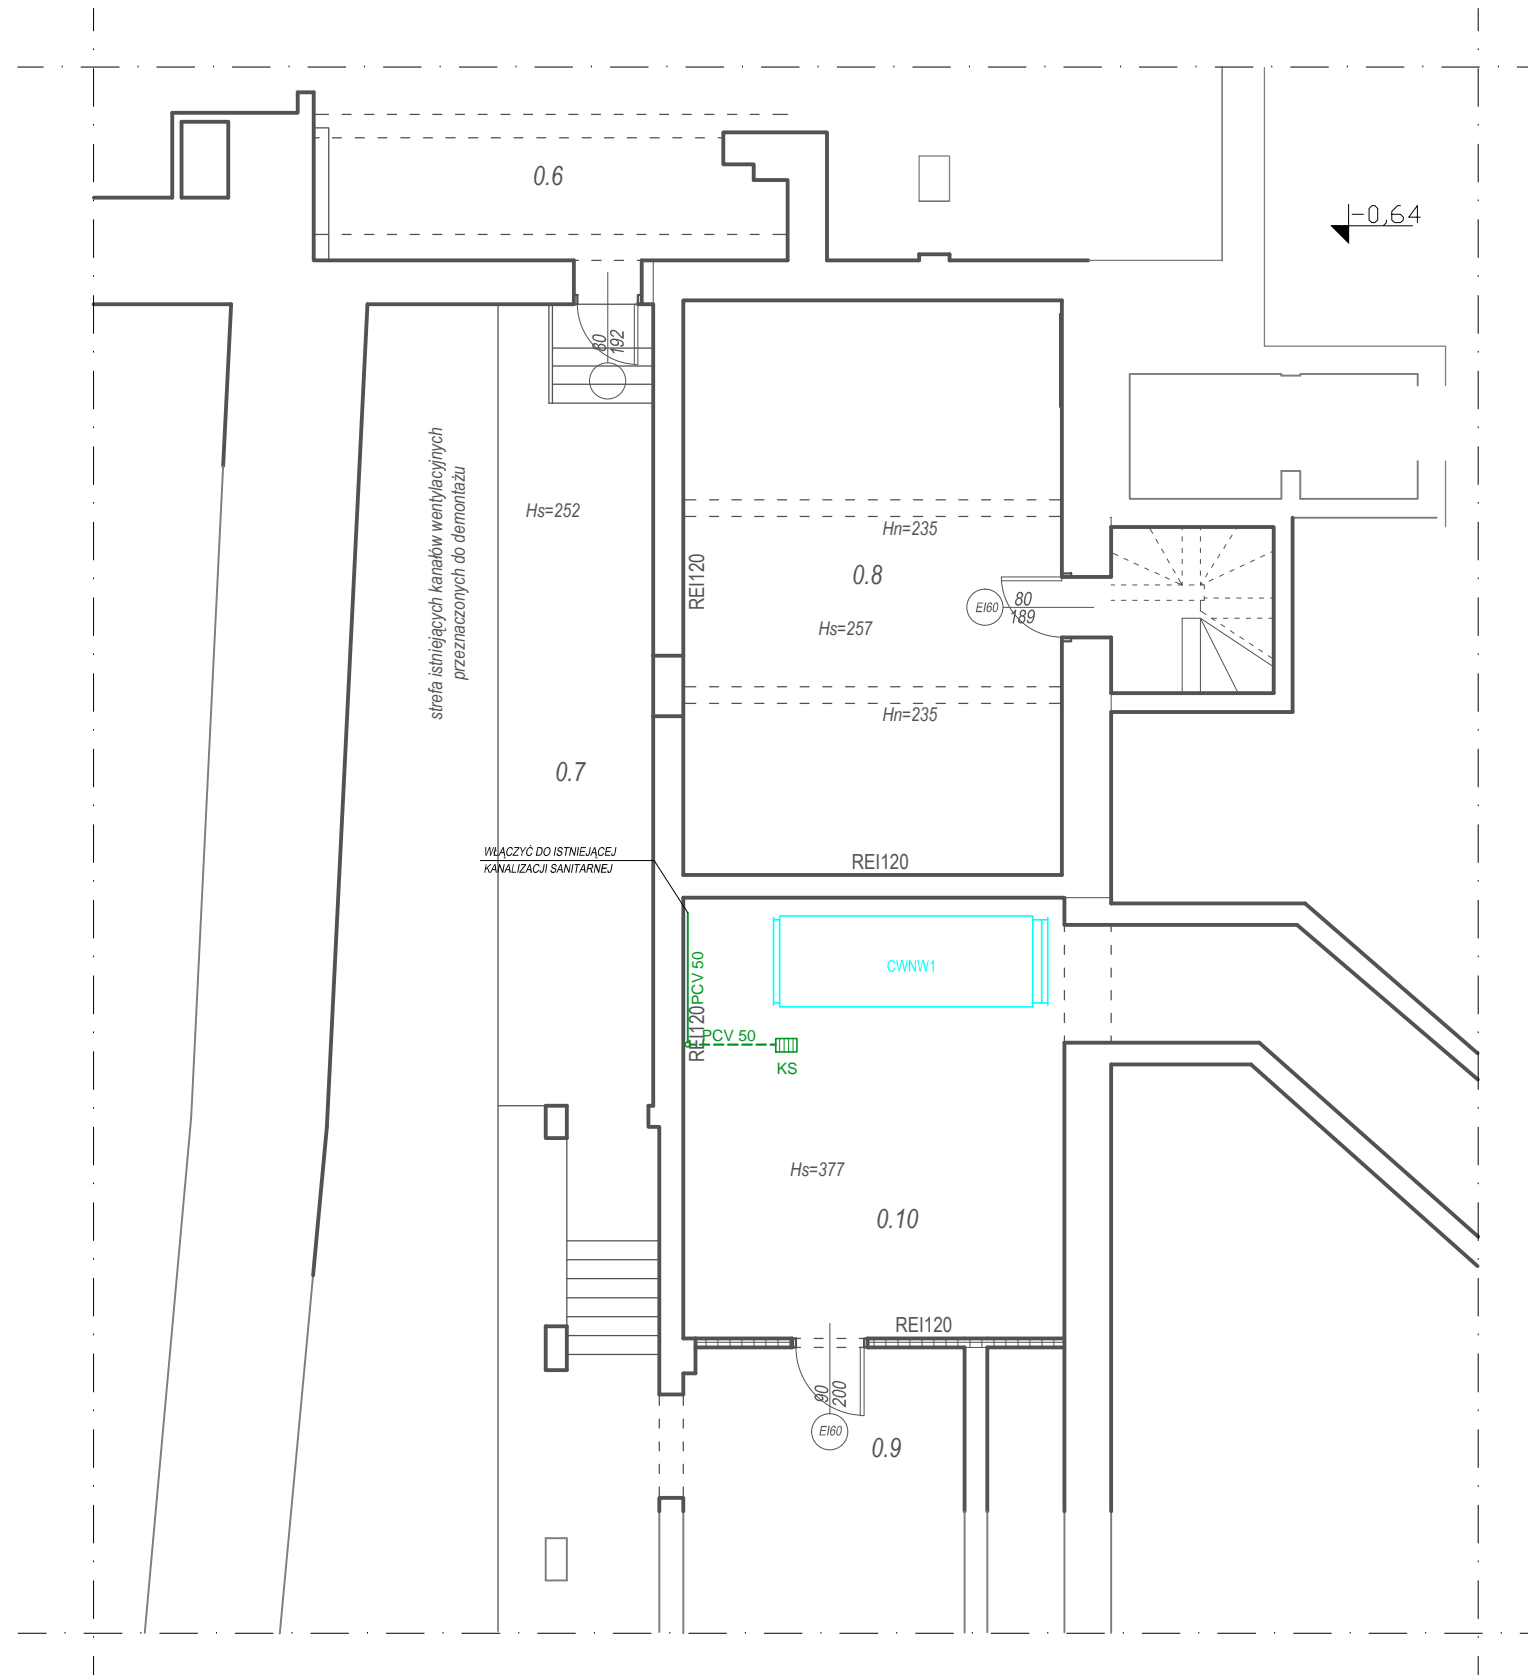 0.6
-0,64
80
192
strefa istniejących kanałów wentylacyjnych
przeznaczonych do demontażu
Hs=252
Hn=235
REI120
0.8
EI60
80
189
Hs=257
Hn=235
0.7
WŁĄCZYĆ DO ISTNIEJĄCEJ
KANALIZACJI SANITARNEJ
REI120
CWNW1
PCV 50
REI120
PCV 50
KS
Hs=377
0.10
REI120
90
200
EI60
0.9